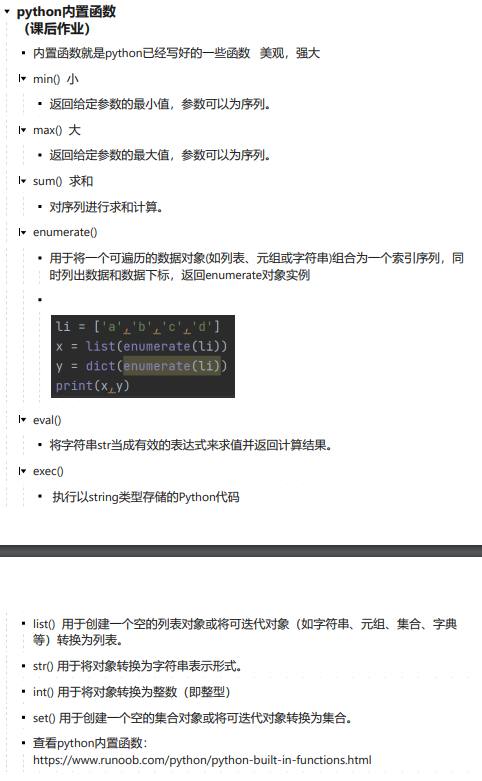 python内置函数
（课后作业）
内置函数就是python已经写好的一些函数   美观，强大
min()  小
返回给定参数的最小值，参数可以为序列。
max()  大
返回给定参数的最大值，参数可以为序列。
sum()  求和
对序列进行求和计算。
enumerate()
用于将一个可遍历的数据对象(如列表、元组或字符串)组合为一个索引序列，同
时列出数据和数据下标，返回enumerate对象实例
li = ['a','b','c','d']
x = list(enumerate(li))
y = dict(enumerate(li))
print(x,y)
eval()
将字符串str当成有效的表达式来求值并返回计算结果。
exec()
执行以string类型存储的Python代码
list()  用于创建一个空的列表对象或将可迭代对象（如字符串、元组、集合、字典
等）转换为列表。
str() 用于将对象转换为字符串表示形式。
int() 用于将对象转换为整数（即整型）
set() 用于创建一个空的集合对象或将可迭代对象转换为集合。
查看python内置函数：
https://www.runoob.com/python/python-built-in-functions.html